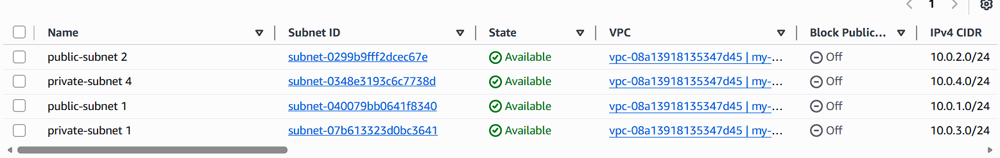 1
Name Subnet ID State VPC Block Public... IPv4 CIDR
public-subnet 2 subnet-0299b9fff2dcec67e Available vpc-08a13918135347d45 | my-... Off 10.0.2.0/24
private-subnet 4 subnet-0348e3193c6c7738d Available vpc-08a13918135347d45 | my-... Off 10.0.4.0/24
public-subnet 1 subnet-040079bb0641f8340 Available vpc-08a13918135347d45 | my-... Off 10.0.1.0/24
private-subnet 1 subnet-07b613323d0bc3641 Available vpc-08a13918135347d45 | my-... Off 10.0.3.0/24